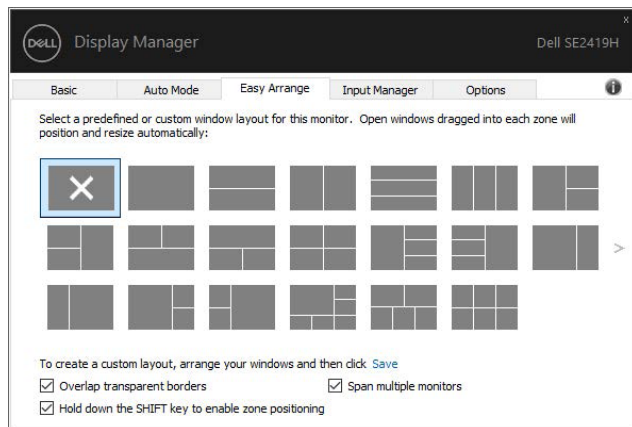 x
DELL Display Manager Dell SE2419H
Basic Auto Mode Easy Arrange Input Manager Options i
Select a predefined or custom window layout for this monitor. Open windows dragged into each zone will
position and resize automatically:
>
To create a custom layout, arrange your windows and then click Save
Overlap transparent borders Span multiple monitors
Hold down the SHIFT key to enable zone positioning